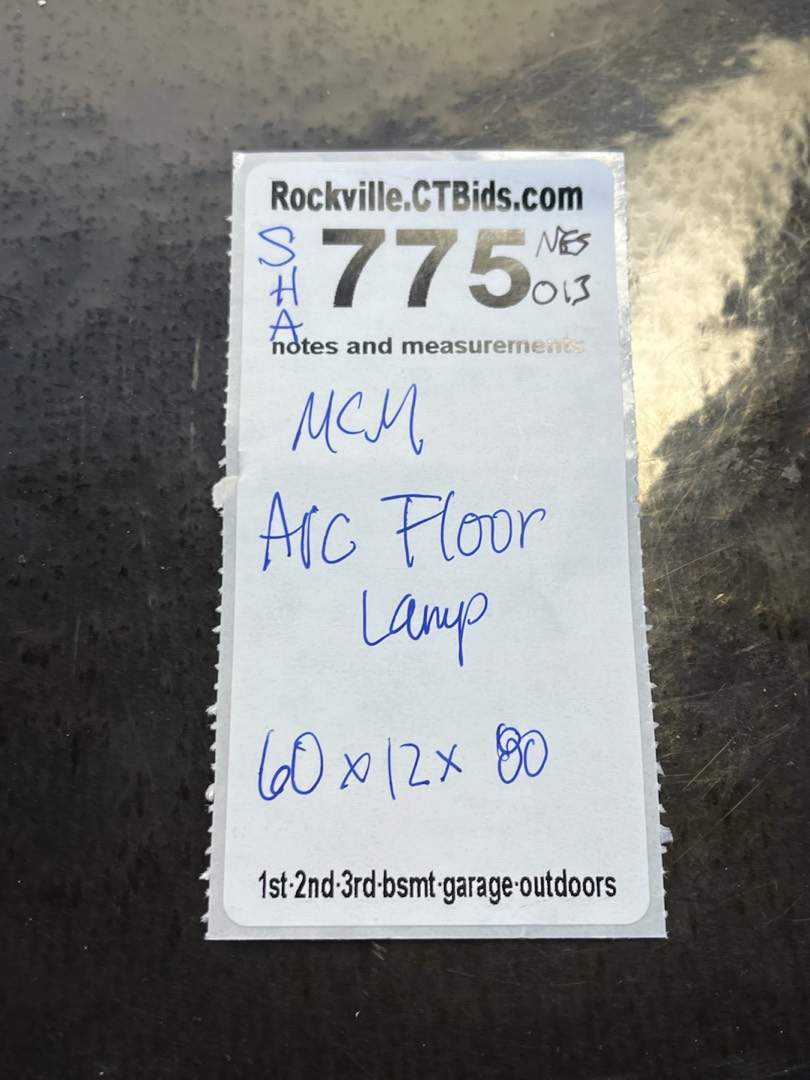 Rockville.CTBids.com
SHA
775
NES
013
notes and measurements
MCM
Arc Floor
Lamp
60 x 12 x 80
1st·2nd·3rd·bsmt·garage·outdoors